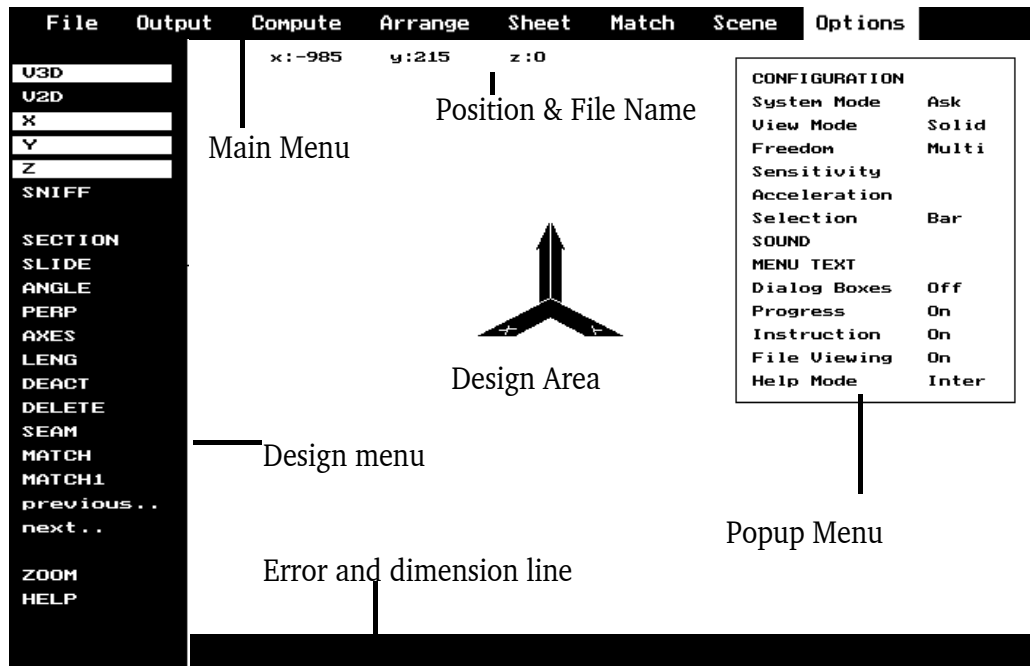 File Output Compute Arrange Sheet Match Scene Options
x:-985 y:215 z:0
Position & File Name
Main Menu
V3D
V2D
X
Y
Z
SNIFF
SECTION
SLIDE
ANGLE
PERP
AXES
LENG
DEACT
DELETE
SEAM
MATCH
MATCH1
previous..
next..
ZOOM
HELP
CONFIGURATION
System Mode Ask
View Mode Solid
Freedom Multi
Sensitivity
Acceleration
Selection Bar
SOUND
MENU TEXT
Dialog Boxes Off
Progress On
Instruction On
File Viewing On
Help Mode Inter
Design Area
Design menu
Popup Menu
Error and dimension line